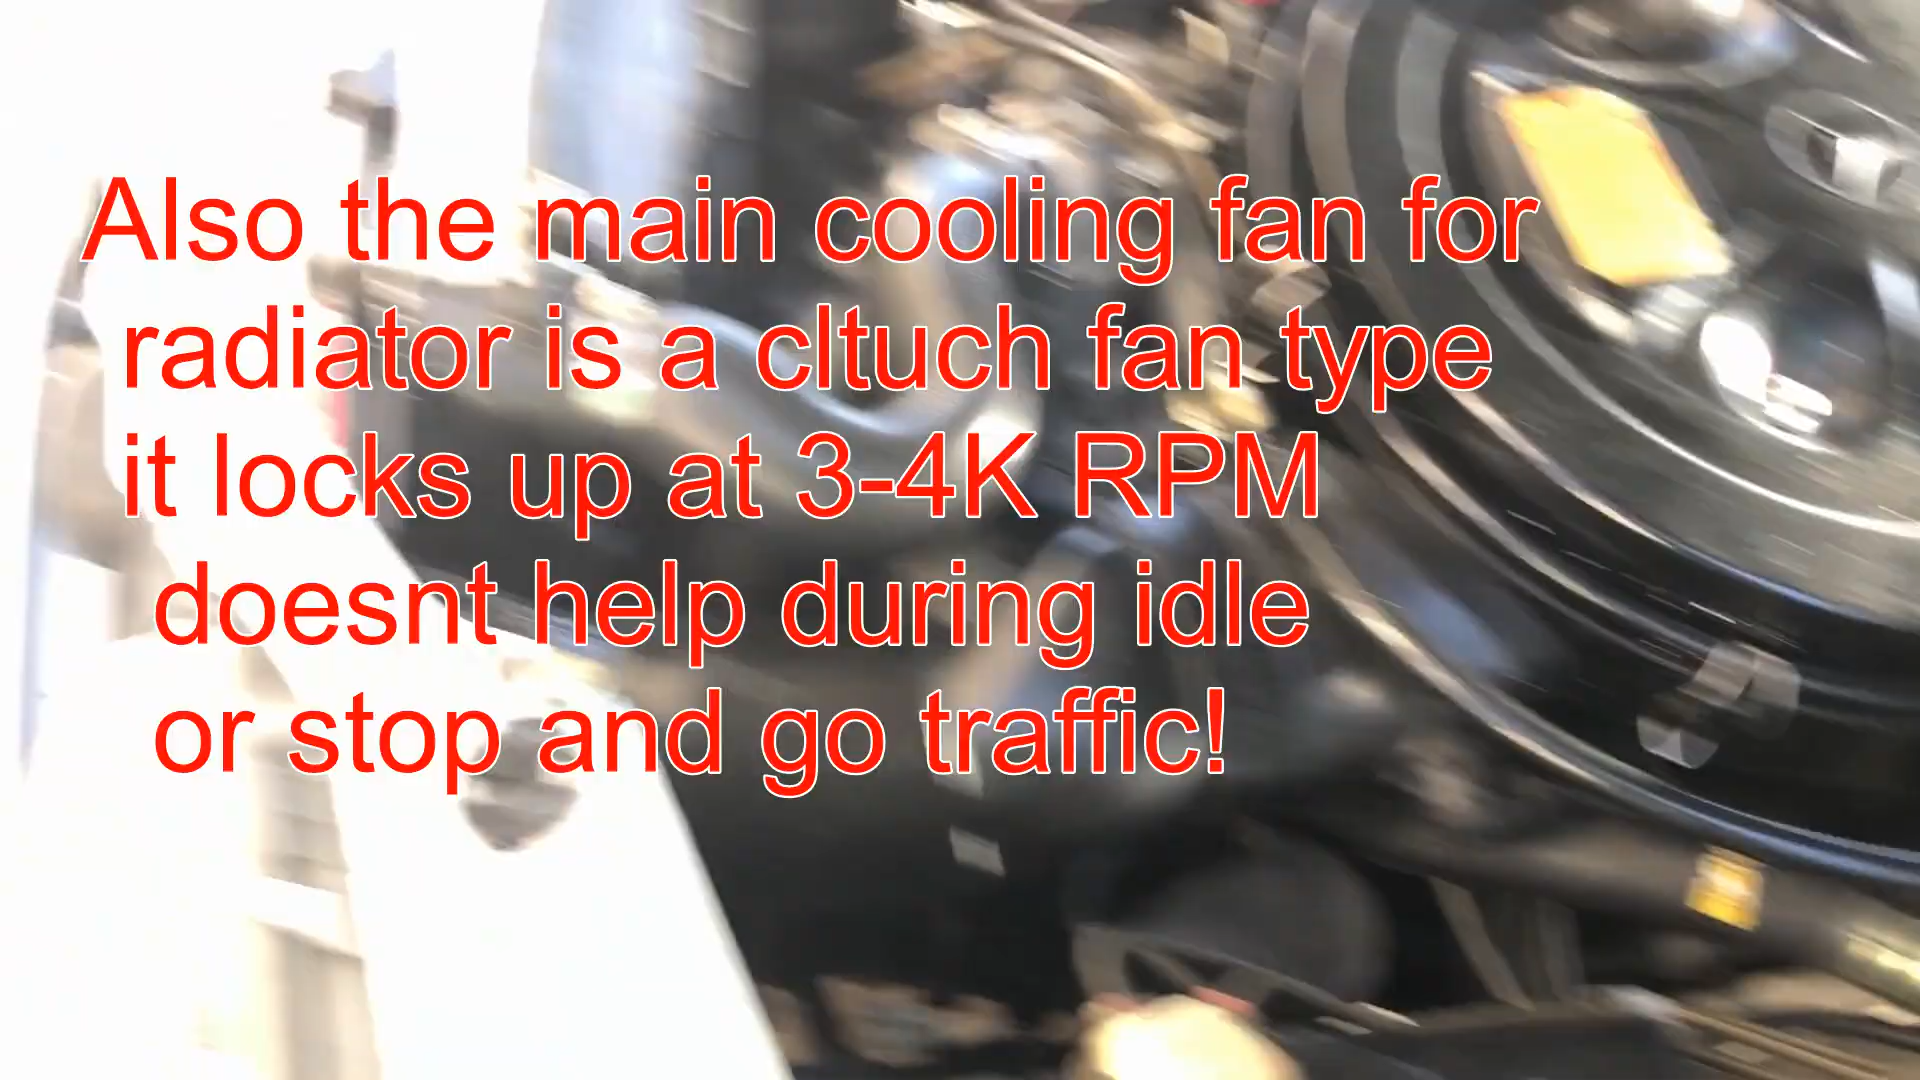 Also the main cooling fan for
radiator is a cltuch fan type
it locks up at 3-4K RPM
doesnt help during idle
or stop and go traffic!